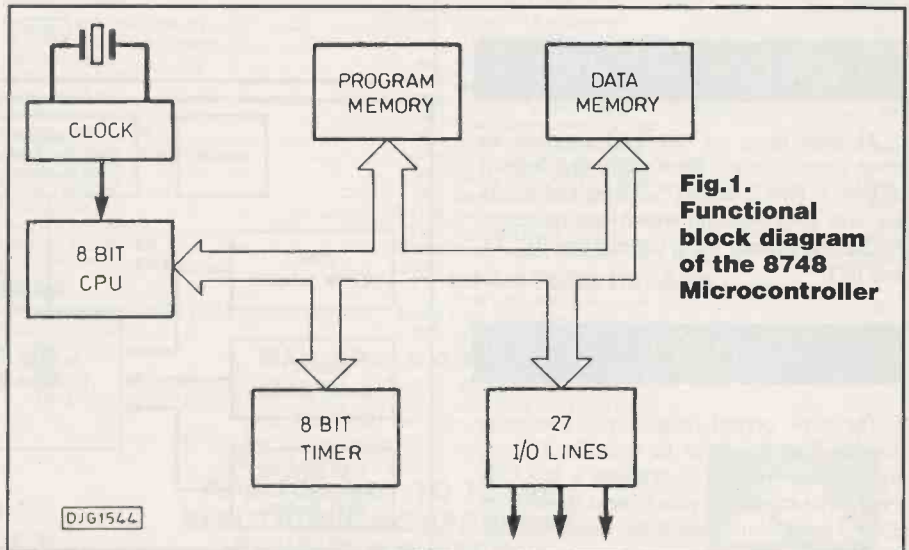 CLOCK
8 BIT
CPU
PROGRAM
MEMORY
DATA
MEMORY
Fig.1.
Functional
block diagram
of the 8748
Microcontroller
8 BIT
TIMER
27
I/O LINES
DJG1544